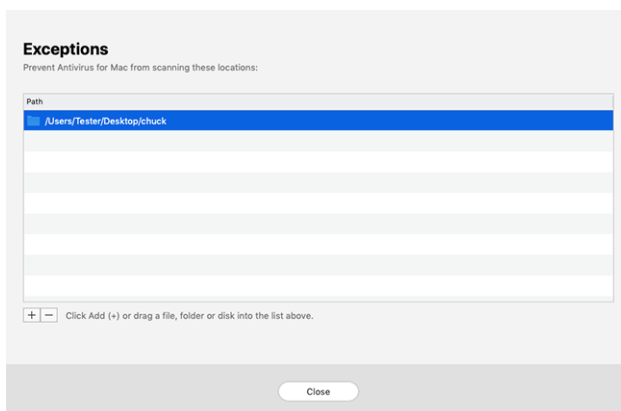 Exceptions
Prevent Antivirus for Mac from scanning these locations:
Path
/Users/Tester/Desktop/chuck
Click Add (+) or drag a file, folder or disk into the list above.
Close